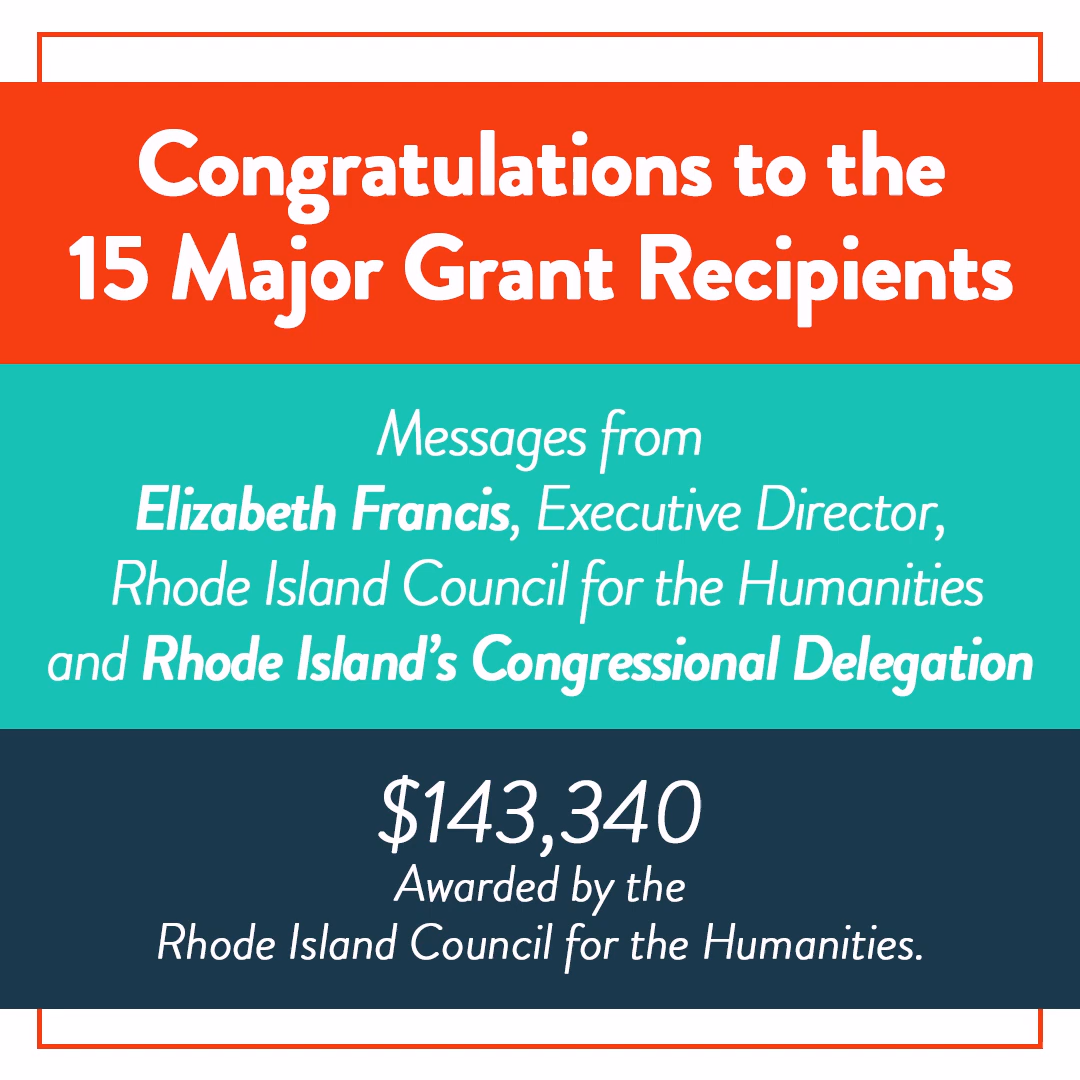 Congratulations to the
15 Major Grant Recipients
Messages from
Elizabeth Francis, Executive Director,
Rhode Island Council for the Humanities
and Rhode Island’s Congressional Delegation
$143,340
Awarded by the
Rhode Island Council for the Humanities.